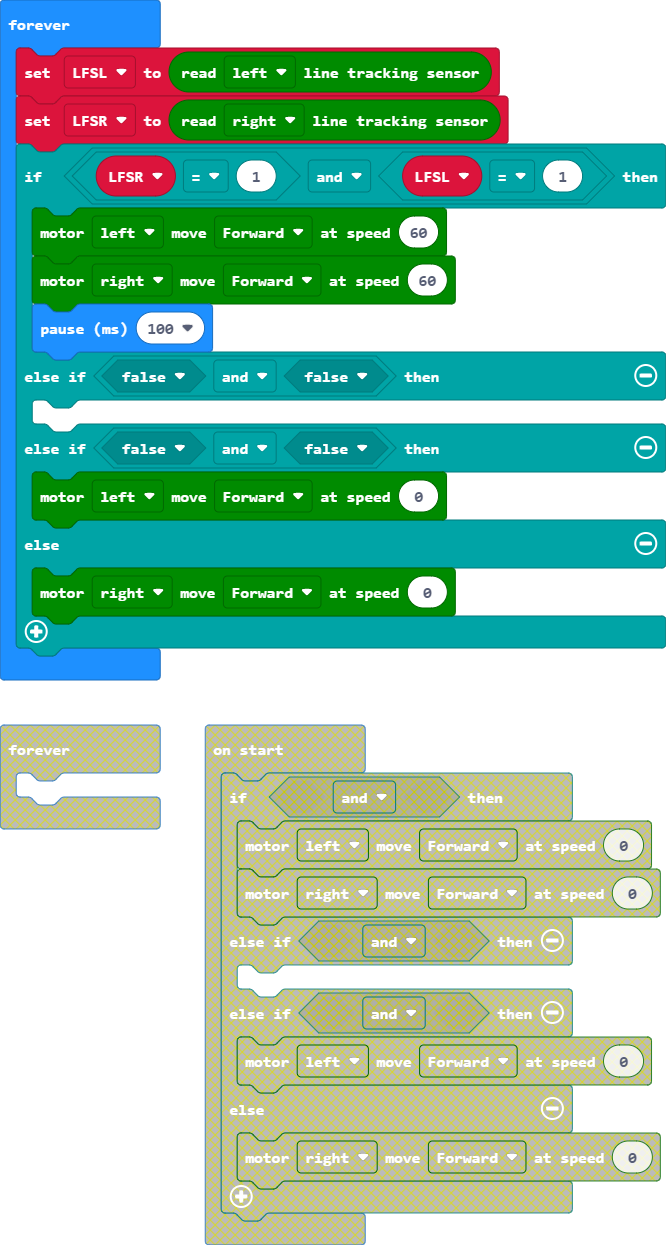 forever
set LFSL to read left line tracking sensor
set LFSR to read right line tracking sensor
if LFSR = 1 and LFSL = 1 then
motor left move Forward at speed 60
motor right move Forward at speed 60
pause (ms) 100
else if false and false then
else if false and false then
motor left move Forward at speed 0
else
motor right move Forward at speed 0
forever
on start
if and then
motor left move Forward at speed 0
motor right move Forward at speed 0
else if and then
else if and then
motor left move Forward at speed 0
else
motor right move Forward at speed 0